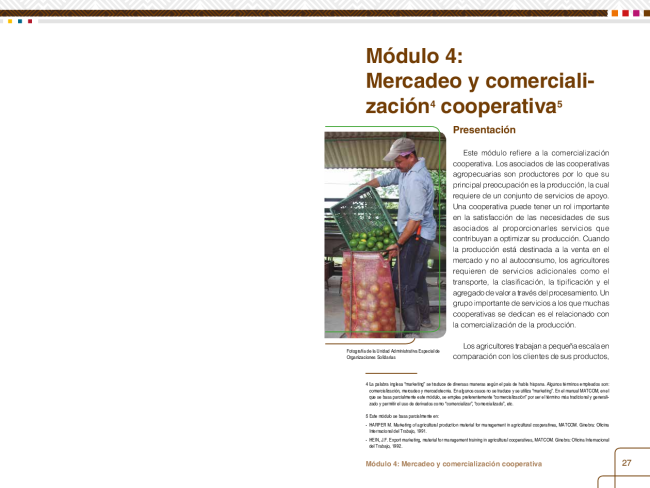 Módulo 4:
Mercadeo y comerciali-
zación4 cooperativa5
Presentación
Este módulo refiere a la comercialización
cooperativa. Los asociados de las cooperativas
agropecuarias son productores por lo que su
principal preocupación es la producción, la cual
requiere de un conjunto de servicios de apoyo.
Una cooperativa puede tener un rol importante
en la satisfacción de las necesidades de sus
asociados al proporcionarles servicios que
contribuyan a optimizar su producción. Cuando
la producción está destinada a la venta en el
mercado y no al autoconsumo, los agricultores
requieren de servicios adicionales como el
transporte, la clasificación, la tipificación y el
agregado de valor a través del procesamiento. Un
grupo importante de servicios a los que muchas
cooperativas se dedican es el relacionado con
la comercialización de la producción.
Los agricultores trabajan a pequeña escala en
comparación con los clientes de sus productos,
Fotografía de la Unidad Administrativa Especial de
Organizaciones Solidarias
4 La palabra inglesa "marketing" se traduce de diversas maneras según el país de habla hispana. Algunos términos empleados son:
comercialización, mercadeo y mercadotecnia. En algunos casos no se traduce y se utiliza "marketing". En el manual MATCOM, en el
que se basa parcialmente este módulo, se emplea preferentemente "comercialización" por ser el término más tradicional y generali-
zado y permitir el uso de derivados como "comercializar", "comercializado", etc.
5 Este módulo se basa parcialmente en:
- HARPER M. Marketing of agricultural production material for management in agricultural cooperatives, MATCOM. Ginebra: Oficina
Internacional del Trabajo, 1991.
- HEIN, J.F. Export marketing, material for management training in agricultural cooperatives, MATCOM. Ginebra: Oficina Internacional
del Trabajo, 1992.
Módulo 4: Mercadeo y comercialización cooperativa
27